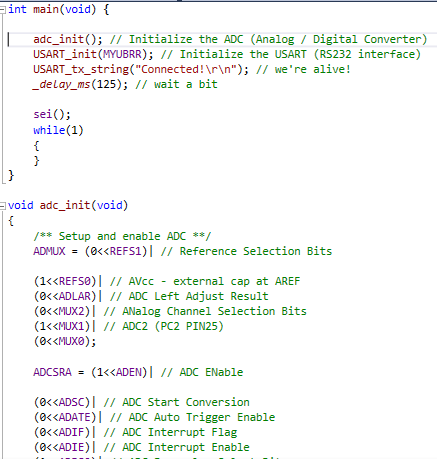 int main(void) {
adc_init(); // Initialize the ADC (Analog / Digital Converter)
USART_init(MYUBRR); // Initialize the USART (RS232 interface)
USART_tx_string("Connected!\r\n"); // we're alive!
_delay_ms(125); // wait a bit
sei();
while(1)
{
}
}
void adc_init(void)
{
/** Setup and enable ADC **/
ADMUX = (0<<REFS1)| // Reference Selection Bits
(1<<REFS0)| // AVcc - external cap at AREF
(0<<ADLAR)| // ADC Left Adjust Result
(0<<MUX2)| // ANalog Channel Selection Bits
(1<<MUX1)| // ADC2 (PC2 PIN25)
(0<<MUX0);
ADCSRA = (1<<ADEN)| // ADC ENable
(0<<ADSC)| // ADC Start Conversion
(0<<ADATE)| // ADC Auto Trigger Enable
(0<<ADIF)| // ADC Interrupt Flag
(0<<ADIE)| // ADC Interrupt Enable